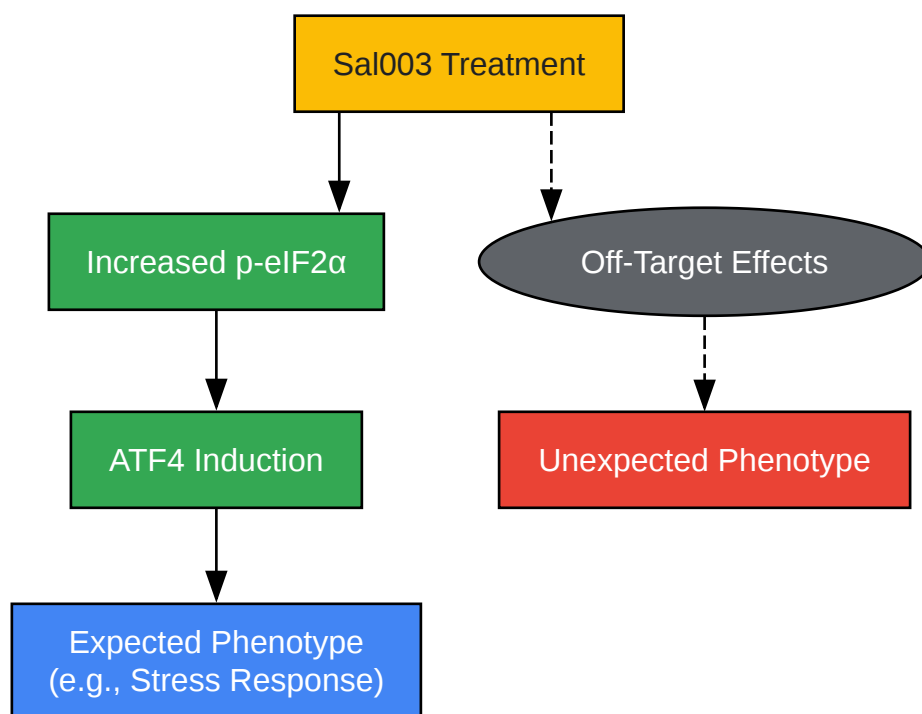 Sal003 Treatment
Increased p-eIF2α
Off-Target Effects
ATF4 Induction
Unexpected Phenotype
Expected Phenotype
(e.g., Stress Response)